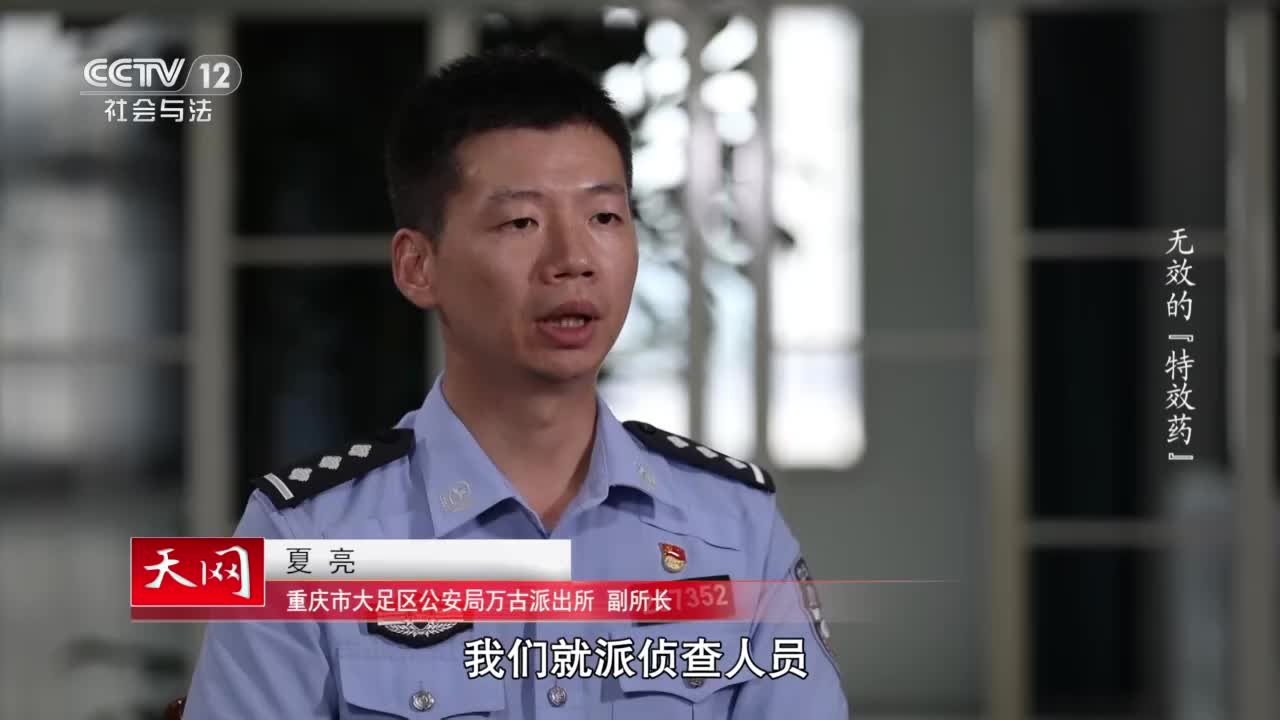 CCTV 12
社会与法
无效的『特效药』
天网
夏 亮
重庆市大足区公安局万古派出所 副所长
7352
我们就派侦查人员